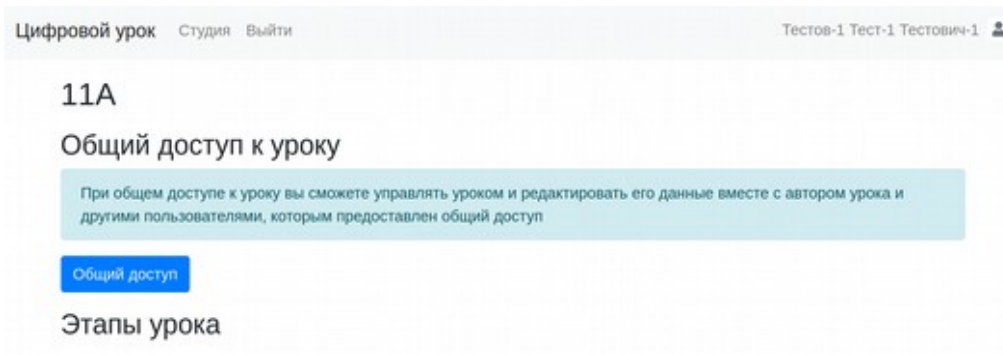 Цифровой урок Студия Выйти Тестов-1 Тест-1 Тестович-1
11А
Общий доступ к уроку
При общем доступе к уроку вы сможете управлять уроком и редактировать его данные вместе с автором урока и
другими пользователями, которым предоставлен общий доступ
Общий доступ
Этапы урока